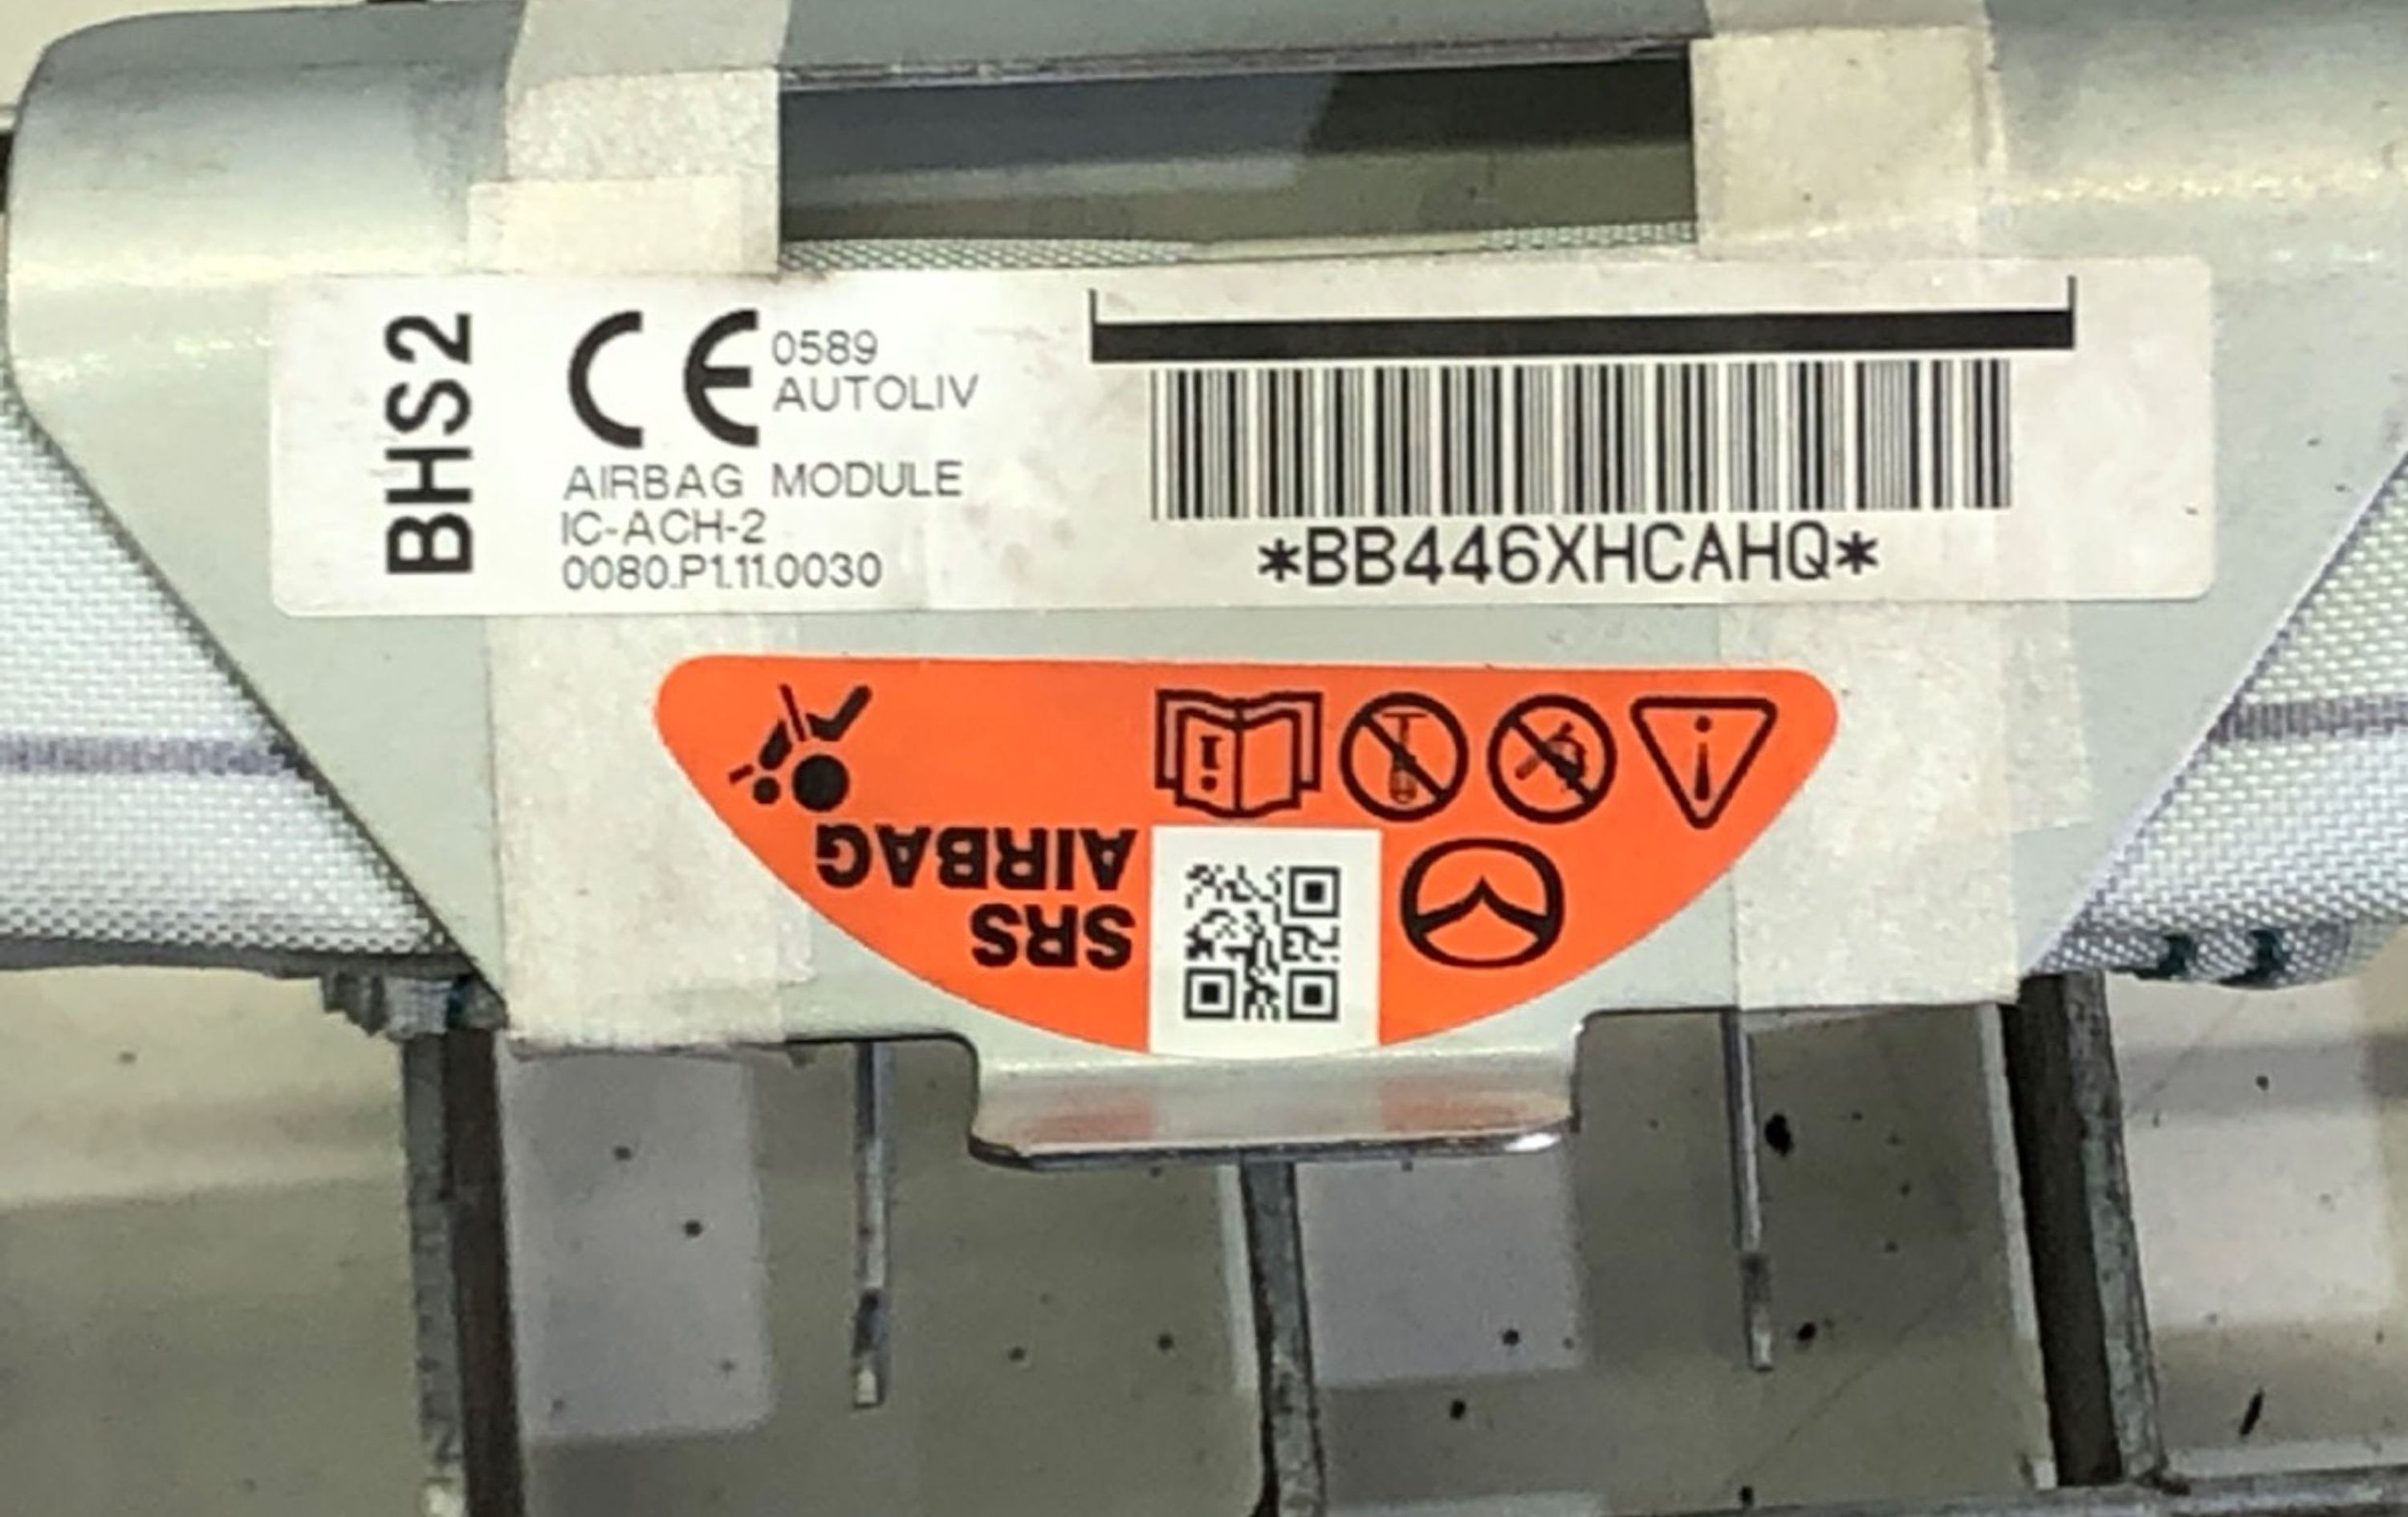 BHS2
CE 0589
AUTOLIV
AIRBAG MODULE
IC-ACH-2
0080.P1.11.0030
*BB446XHCAHQ*
SRS
AIRBAG